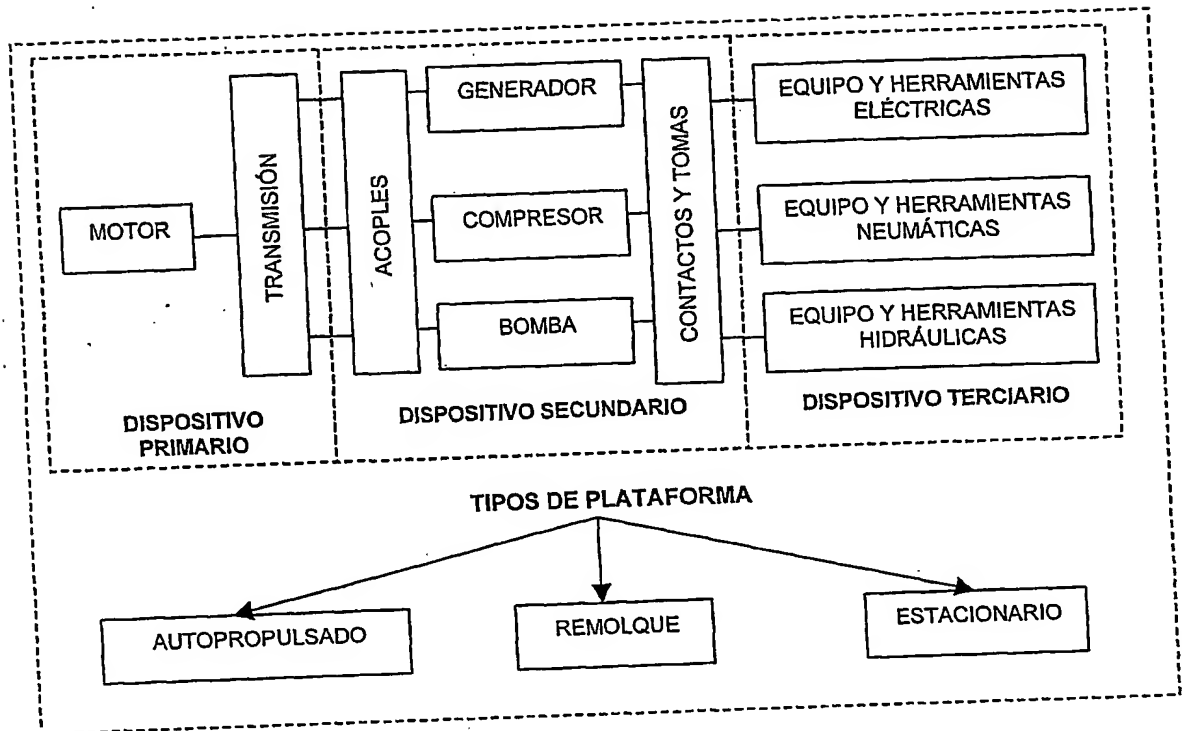 MOTOR
TRANSMISIÓN
DISPOSITIVO
PRIMARIO
ACOPLES
GENERADOR
COMPRESOR
BOMBA
CONTACTOS Y TOMAS
DISPOSITIVO SECUNDARIO
EQUIPO Y HERRAMIENTAS
ELÉCTRICAS
EQUIPO Y HERRAMIENTAS
NEUMÁTICAS
EQUIPO Y HERRAMIENTAS
HIDRÁULICAS
DISPOSITIVO TERCIARIO
TIPOS DE PLATAFORMA
AUTOPROPULSADO
REMOLQUE
ESTACIONARIO